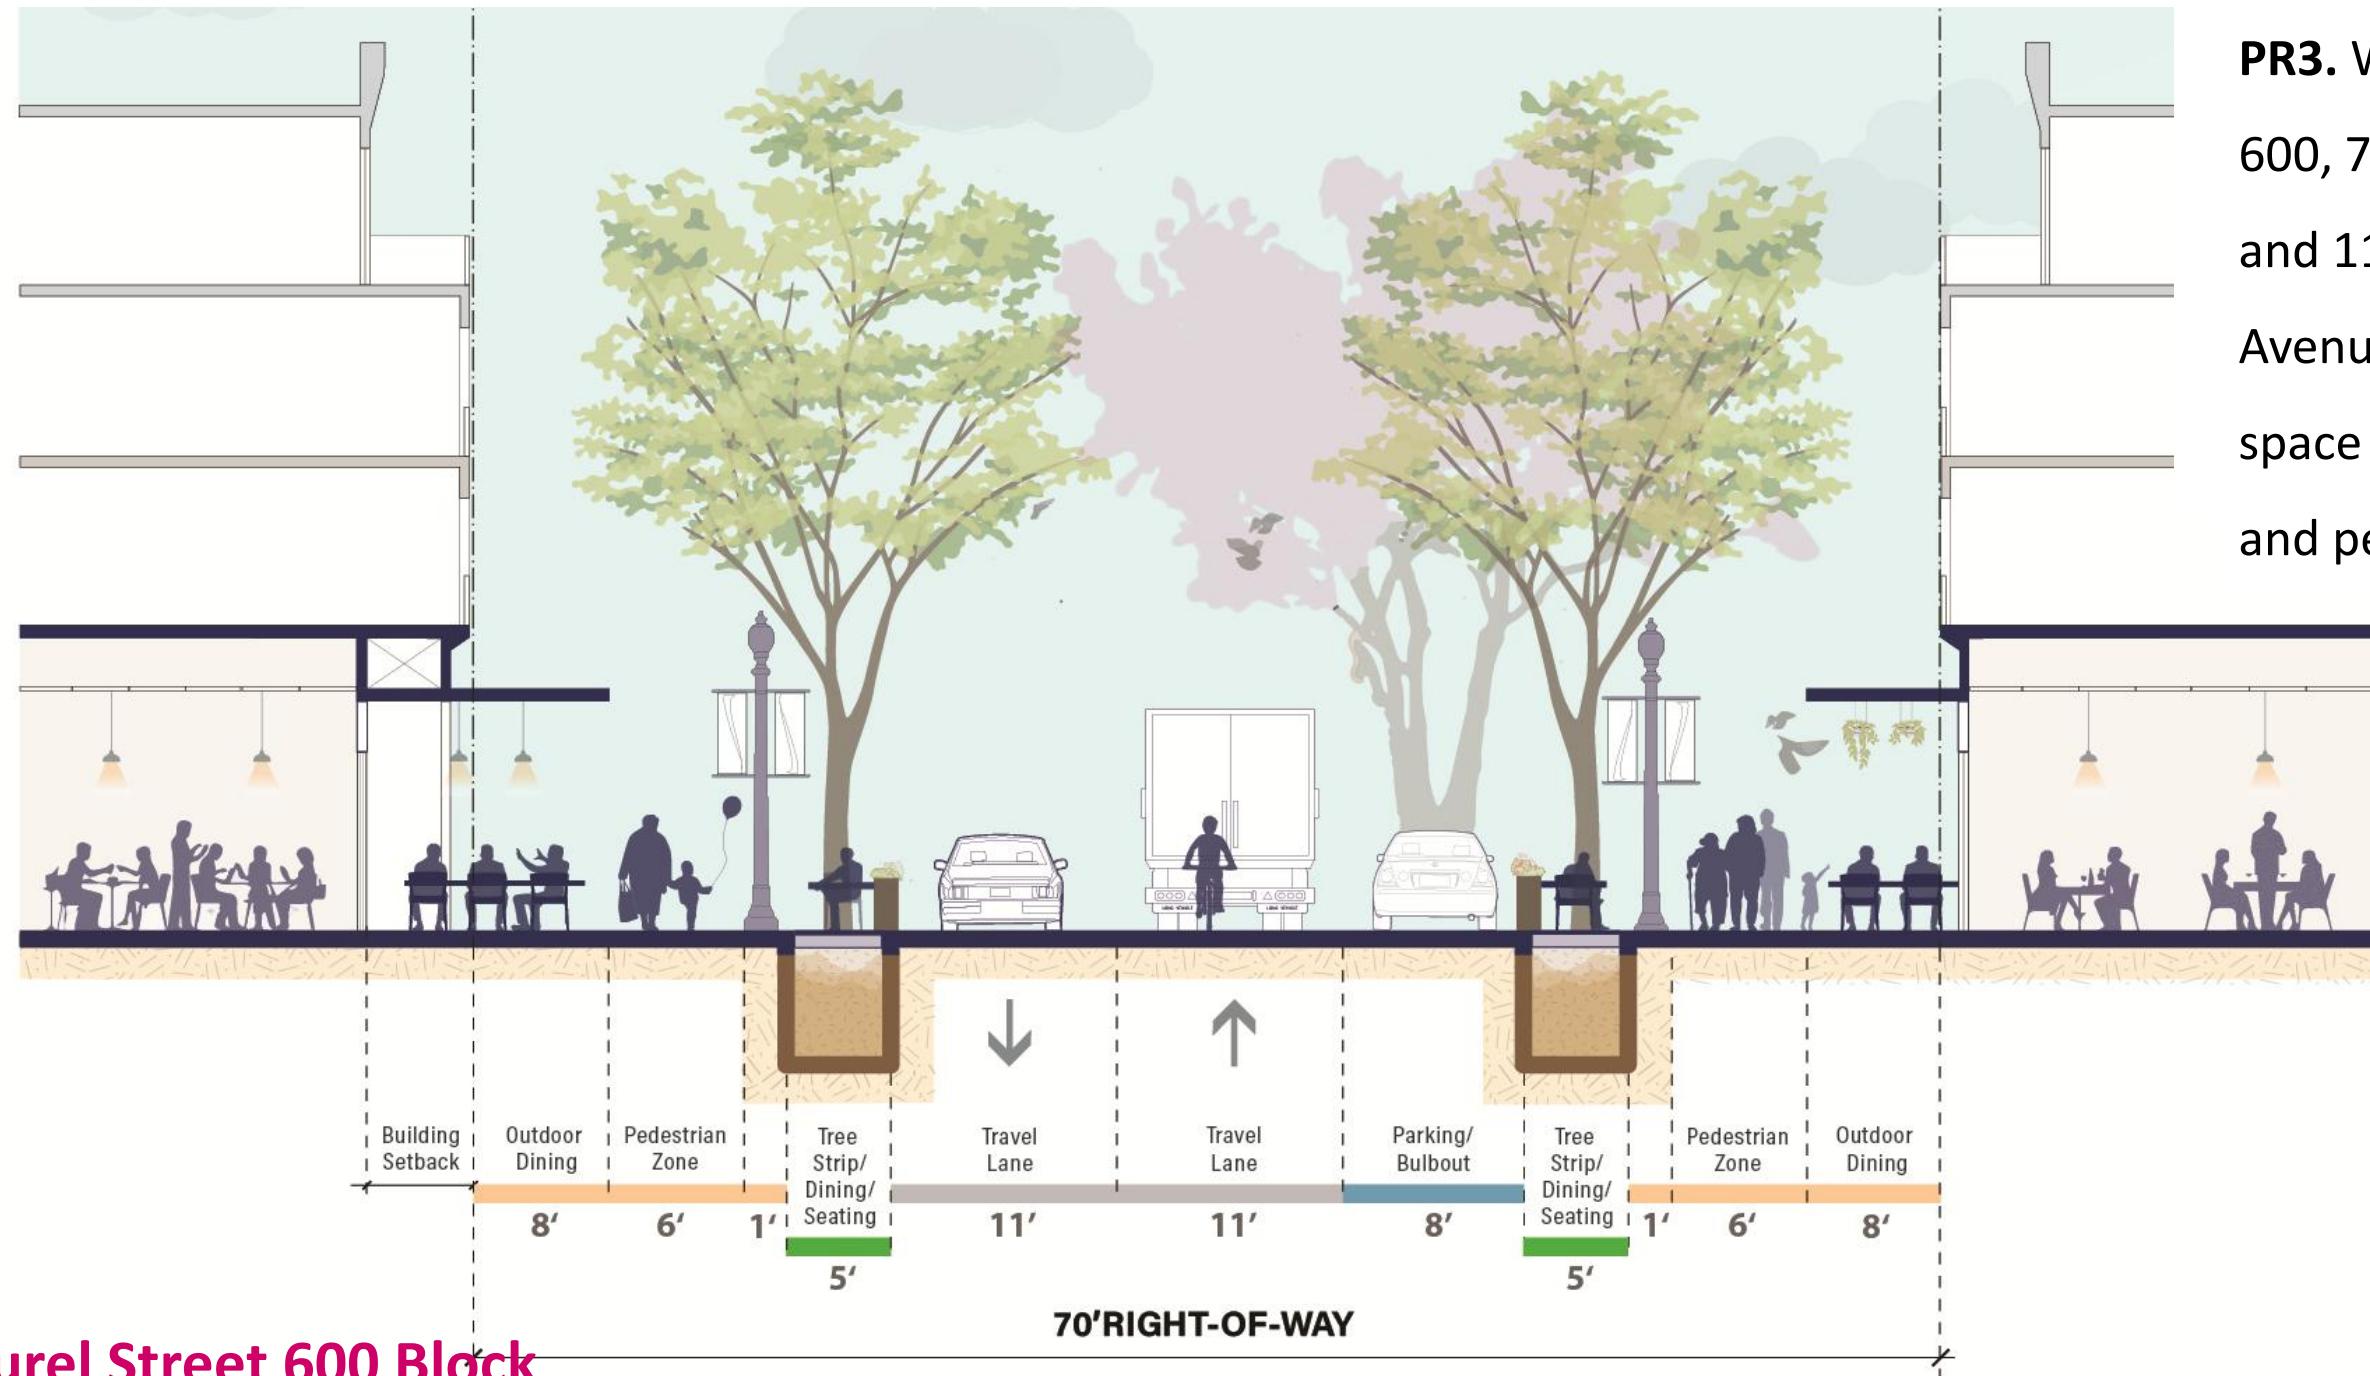 PR3.
600,
and
Avenu
space
and
Building
Setback
Outdoor
Dining
Pedestrian
Zone
Tree
Strip/
Dining/
Seating
Travel
Lane
Travel
Lane
Parking/
Bulbout
Tree
Strip/
Dining/
Seating
Pedestrian
Zone
Outdoor
Dining
8‘
6‘
1‘
5‘
11’
11’
8’
5‘
1‘
6‘
8‘
70’RIGHT-OF-WAY
urel Street 600 Block